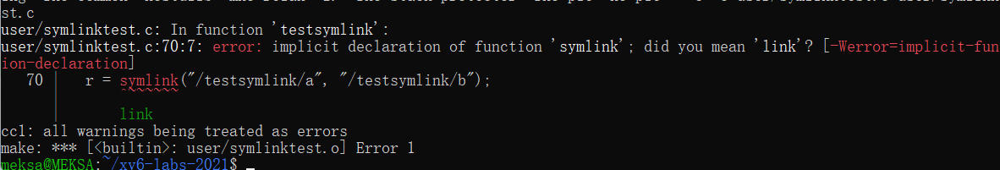 st.c
user/symlinktest.c: In function 'testsymlink':
user/symlinktest.c:70:7: error: implicit declaration of function 'symlink'; did you mean 'link'? [-Werror=implicit-fun
ion-declaration]
70 | r = symlink("/testsymlink/a", "/testsymlink/b");
| ^~~~~~~
| link
cc1: all warnings being treated as errors
make: *** [<builtin>: user/symlinktest.o] Error 1
meksa@MEKSA:~/xv6-labs-2021$ _